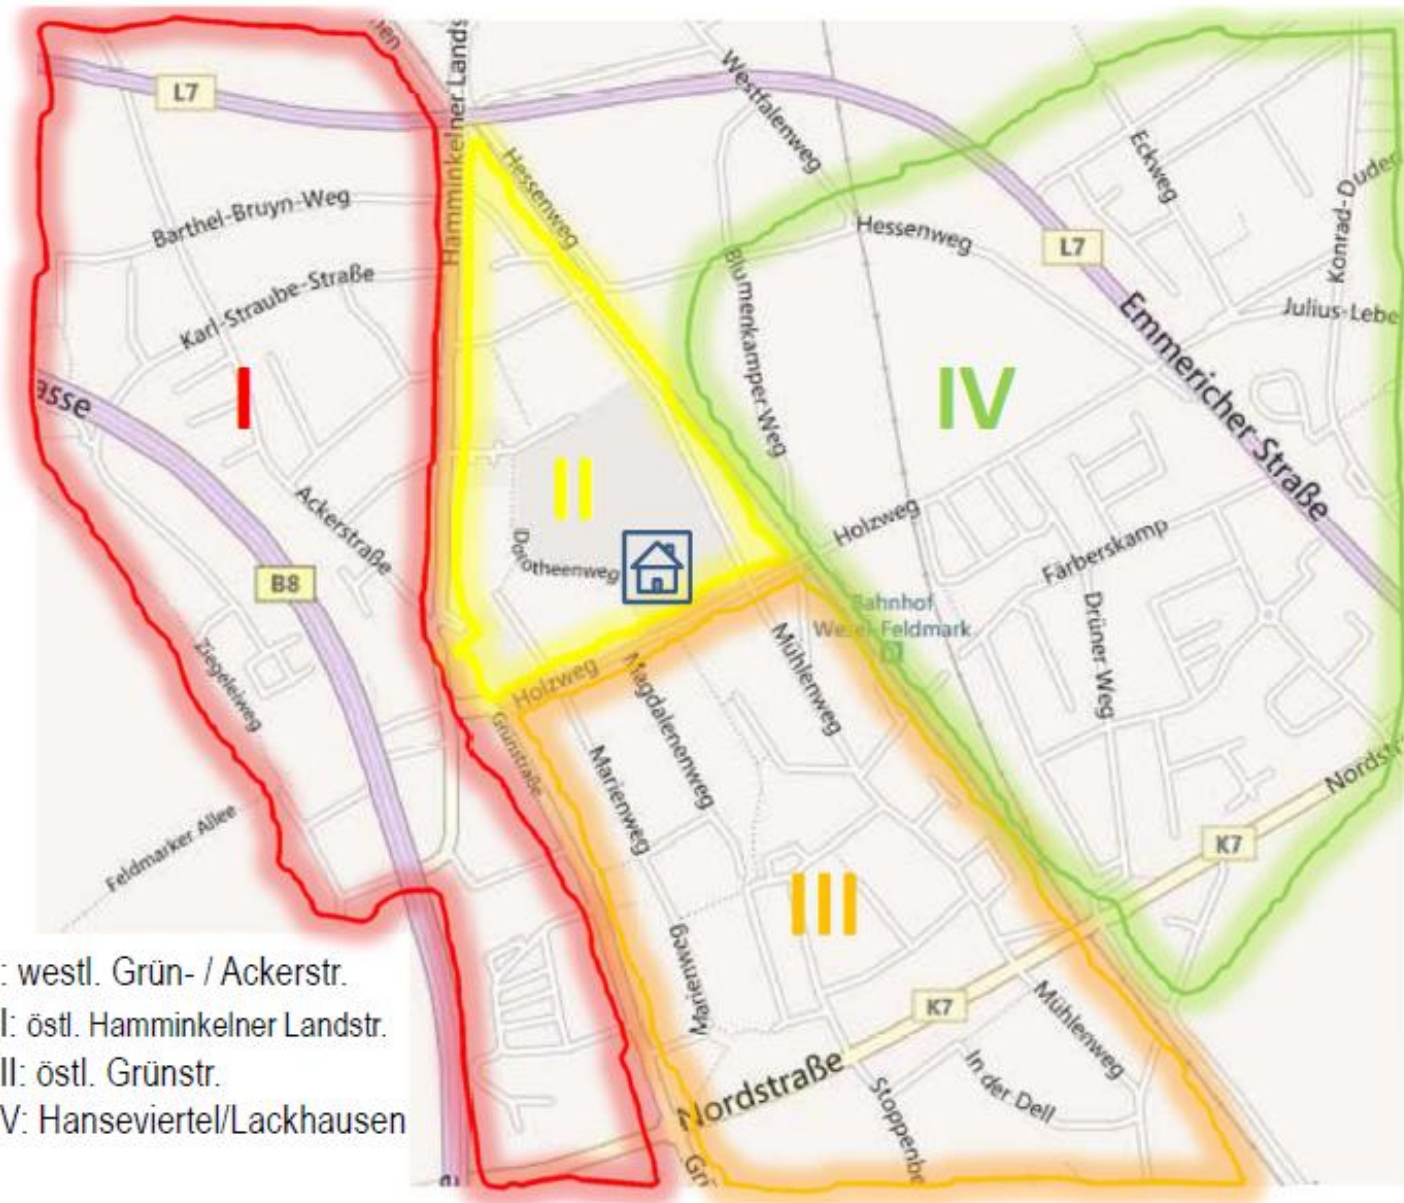 Hamminkelner Lands
L7
Westfalenweg
Hessenweg
Eckweg
Konrad-Duden
Barthel-Bruyn-Weg
Hessenweg
L7
Blumenkamper Weg
Karl-Straube-Straße
Julius-Lebe
Emmericher Straße
I
IV
asse
II
Ackerstraße
Holzweg
Dorotheenweg
Färberskamp
B8
Bahnhof
Wesel-Feldmark
Drüner Weg
Mühlenweg
Ziegeleiweg
Holzweg
Magdalenenweg
Grünstraße
Marienweg
Nordstr
Feldmarker Allee
K7
III
Marienweg
: westl. Grün- / Ackerstr.
I: östl. Hamminkelner Landstr.
II: östl. Grünstr.
V: Hanseviertel/Lackhausen
K7
Mühlenweg
In der Dell
Nordstraße
Stoppenbe
Grü